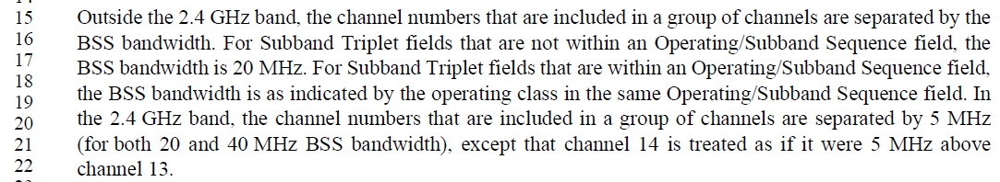 15 Outside the 2.4 GHz band, the channel numbers that are included in a group of channels are separated by the
16 BSS bandwidth. For Subband Triplet fields that are not within an Operating/Subband Sequence field, the
17 BSS bandwidth is 20 MHz. For Subband Triplet fields that are within an Operating/Subband Sequence field,
18 the BSS bandwidth is as indicated by the operating class in the same Operating/Subband Sequence field. In
19
20 the 2.4 GHz band, the channel numbers that are included in a group of channels are separated by 5 MHz
21 (for both 20 and 40 MHz BSS bandwidth), except that channel 14 is treated as if it were 5 MHz above
22 channel 13.